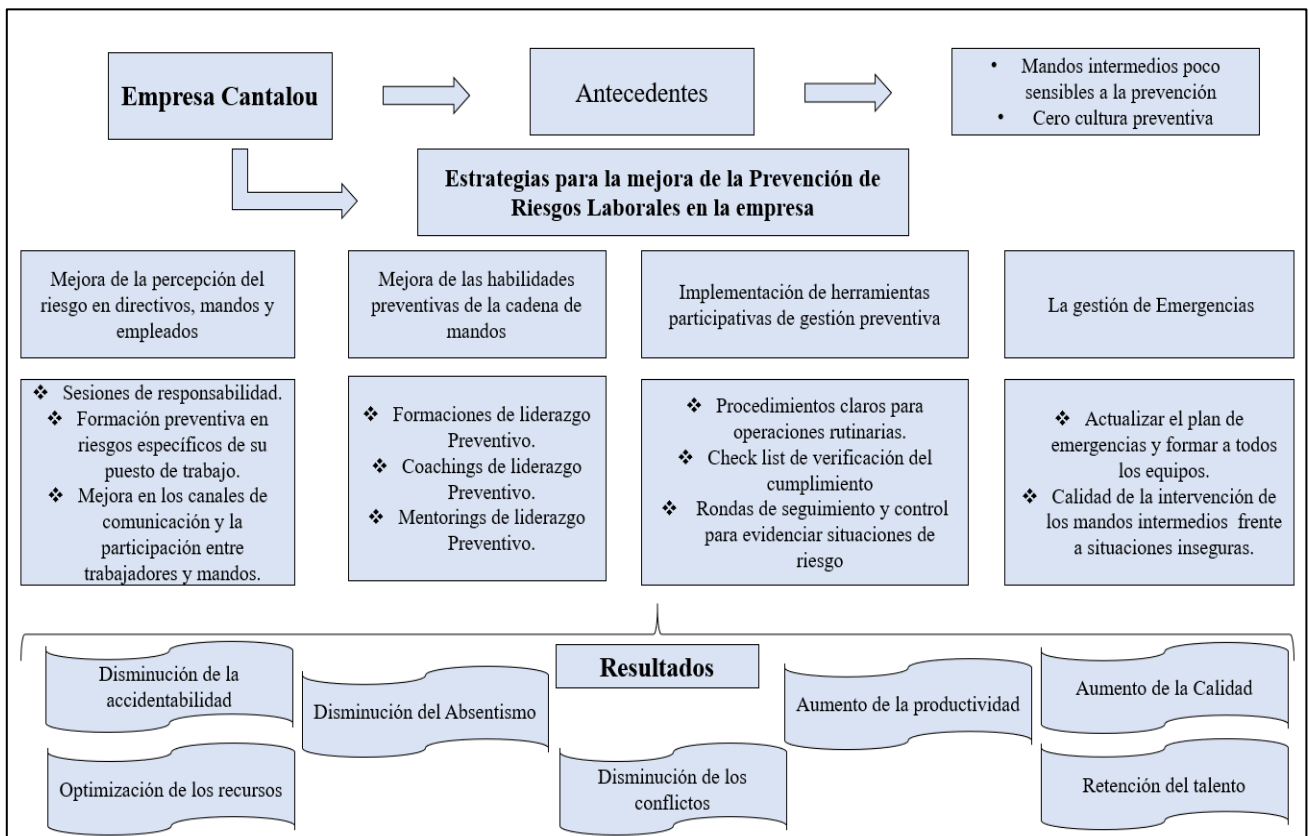 Empresa Cantalou
Antecedentes
• Mandos intermedios poco
sensibles a la prevención
• Cero cultura preventiva
Estrategias para la mejora de la Prevención de
Riesgos Laborales en la empresa
Mejora de la percepción del
riesgo en directivos, mandos y
empleados
Mejora de las habilidades
preventivas de la cadena de
mandos
Implementación de herramientas
participativas de gestión preventiva
La gestión de Emergencias
❖ Sesiones de responsabilidad.
❖ Formación preventiva en
riesgos específicos de su
puesto de trabajo.
❖ Mejora en los canales de
comunicación y la
participación entre
trabajadores y mandos.
❖ Formaciones de liderazgo
Preventivo.
❖ Coachings de liderazgo
Preventivo.
❖ Mentorings de liderazgo
Preventivo.
❖ Procedimientos claros para
operaciones rutinarias.
❖ Check list de verificación del
cumplimiento
❖ Rondas de seguimiento y control
para evidenciar situaciones de
riesgo
❖ Actualizar el plan de
emergencias y formar a todos
los equipos.
❖ Calidad de la intervención de
los mandos intermedios frente
a situaciones inseguras.
Resultados
Disminución de la
accidentabilidad
Disminución del Absentismo
Aumento de la productividad
Aumento de la Calidad
Optimización de los recursos
Disminución de los
conflictos
Retención del talento